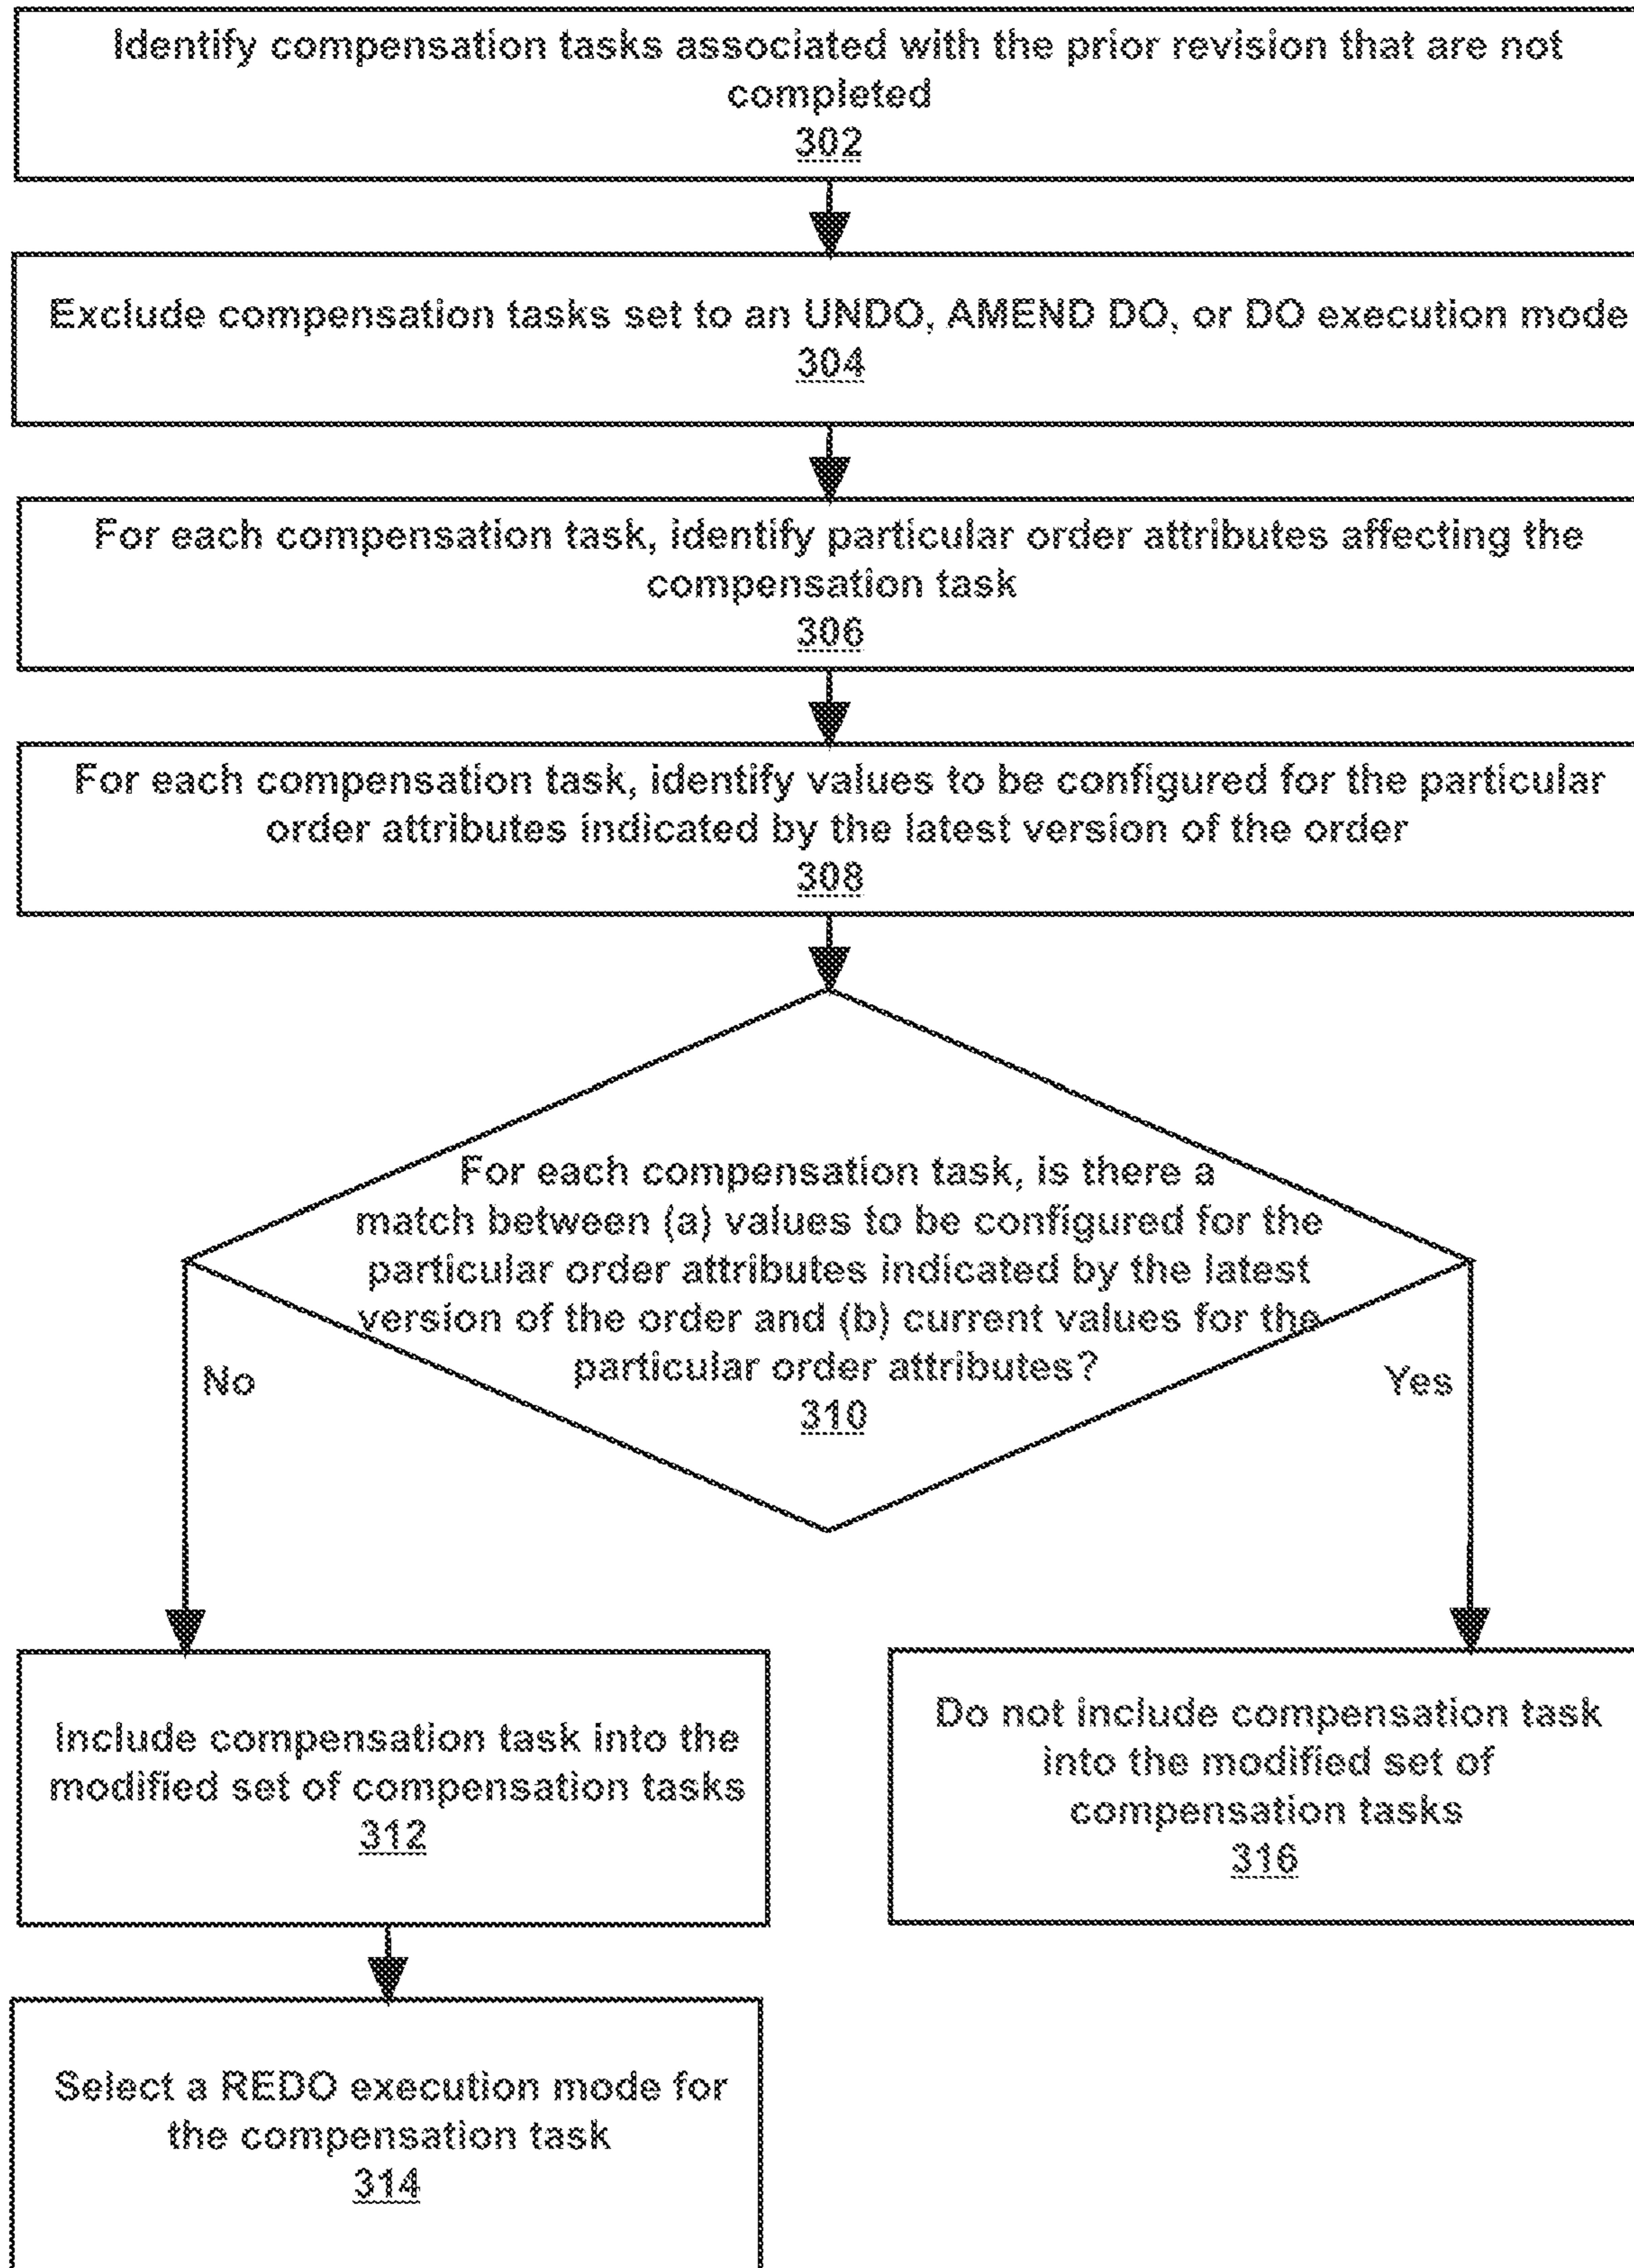 Identify compensation tasks associated with the prior revision that are not
completed
302
Exclude compensation tasks set to an UNDO, AMEND DO, or DO execution mode
304
For each compensation task, identify particular order attributes affecting the
compensation task
306
For each compensation task, identify values to be configured for the particular
order attributes indicated by the latest version of the order
308
For each compensation task, is there a
match between (a) values to be configured for the
particular order attributes indicated by the latest
version of the order and (b) current values for the
particular order attributes?
310
No
Yes
Include compensation task into the
modified set of compensation tasks
312
Do not include compensation task
into the modified set of
compensation tasks
316
Select a REDO execution mode for
the compensation task
314